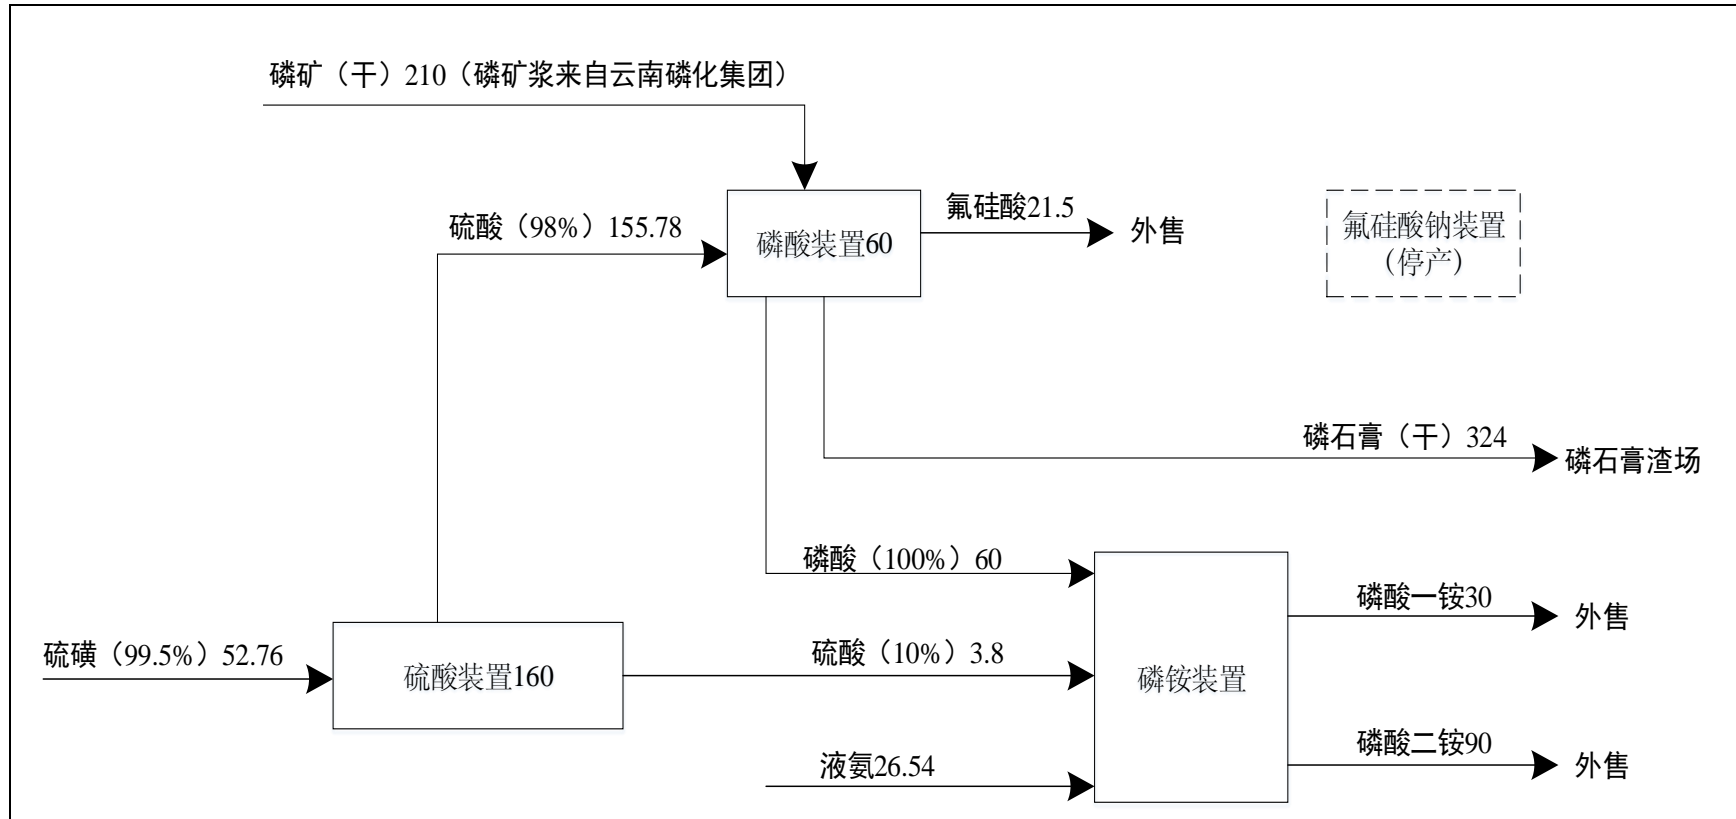 磷矿（干）210（磷矿浆来自云南磷化集团）
硫酸（98%）155.78
磷酸装置60
氟硅酸21.5
外售
氟硅酸钠装置
（停产）
磷石膏（干）324
磷石膏渣场
磷酸（100%）60
磷酸一铵30
外售
硫磺（99.5%）52.76
硫酸装置160
硫酸（10%）3.8
磷铵装置
液氨26.54
磷酸二铵90
外售